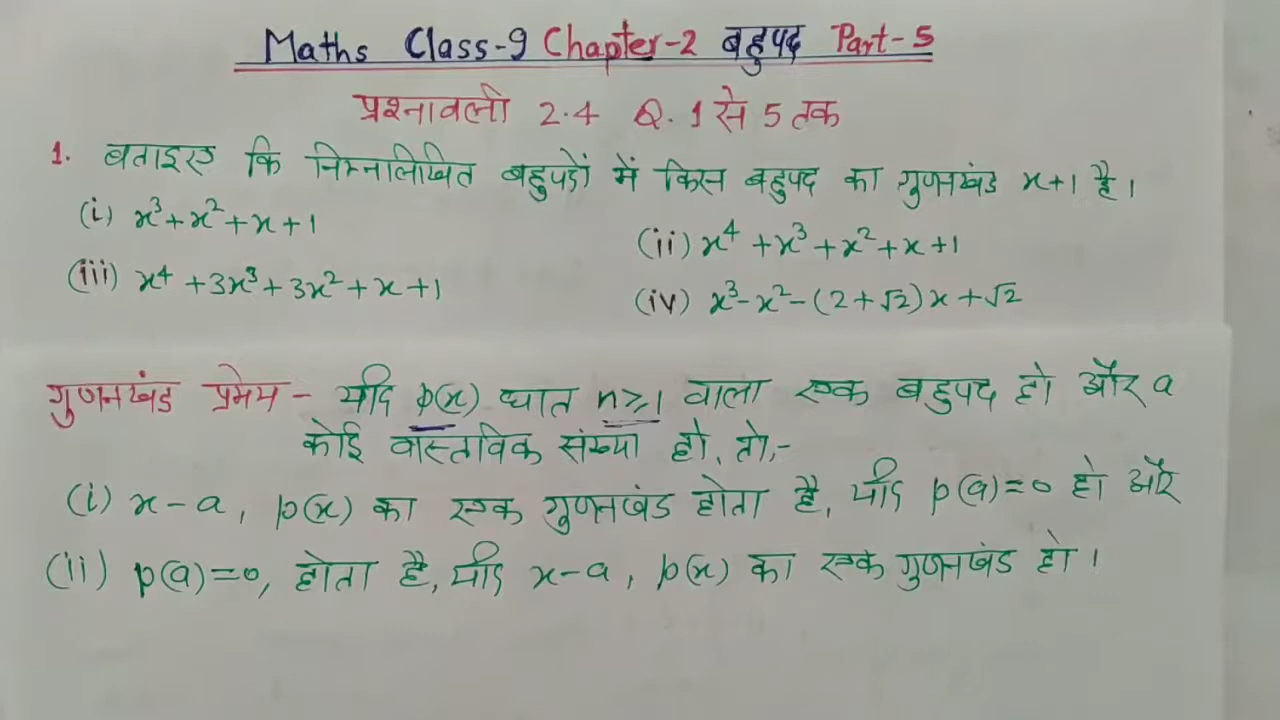 Maths Class-9 Chapter-2 बहुपद Part-5
प्रश्नावली 2.4 Q. 1 से 5 तक
1. बताइए कि निम्नलिखित बहुपदों में किस बहुपद का गुणनखंड x+1 है।
(i) x³+x²+x+1
(ii) x⁴+x³+x²+x+1
(iii) x⁴+3x³+3x²+x+1
(iv) x³-x²-(2+√2)x+√2
गुणनखंड प्रमेय- यदि p(x) घात n≥1 वाला एक बहुपद हो और a
कोई वास्तविक संख्या हो, तो,-
(i) x-a, p(x) का एक गुणनखंड होता है, यदि p(a)=0 हो और
(ii) p(a)=0, होता है, यदि x-a, p(x) का एक गुणनखंड हो।